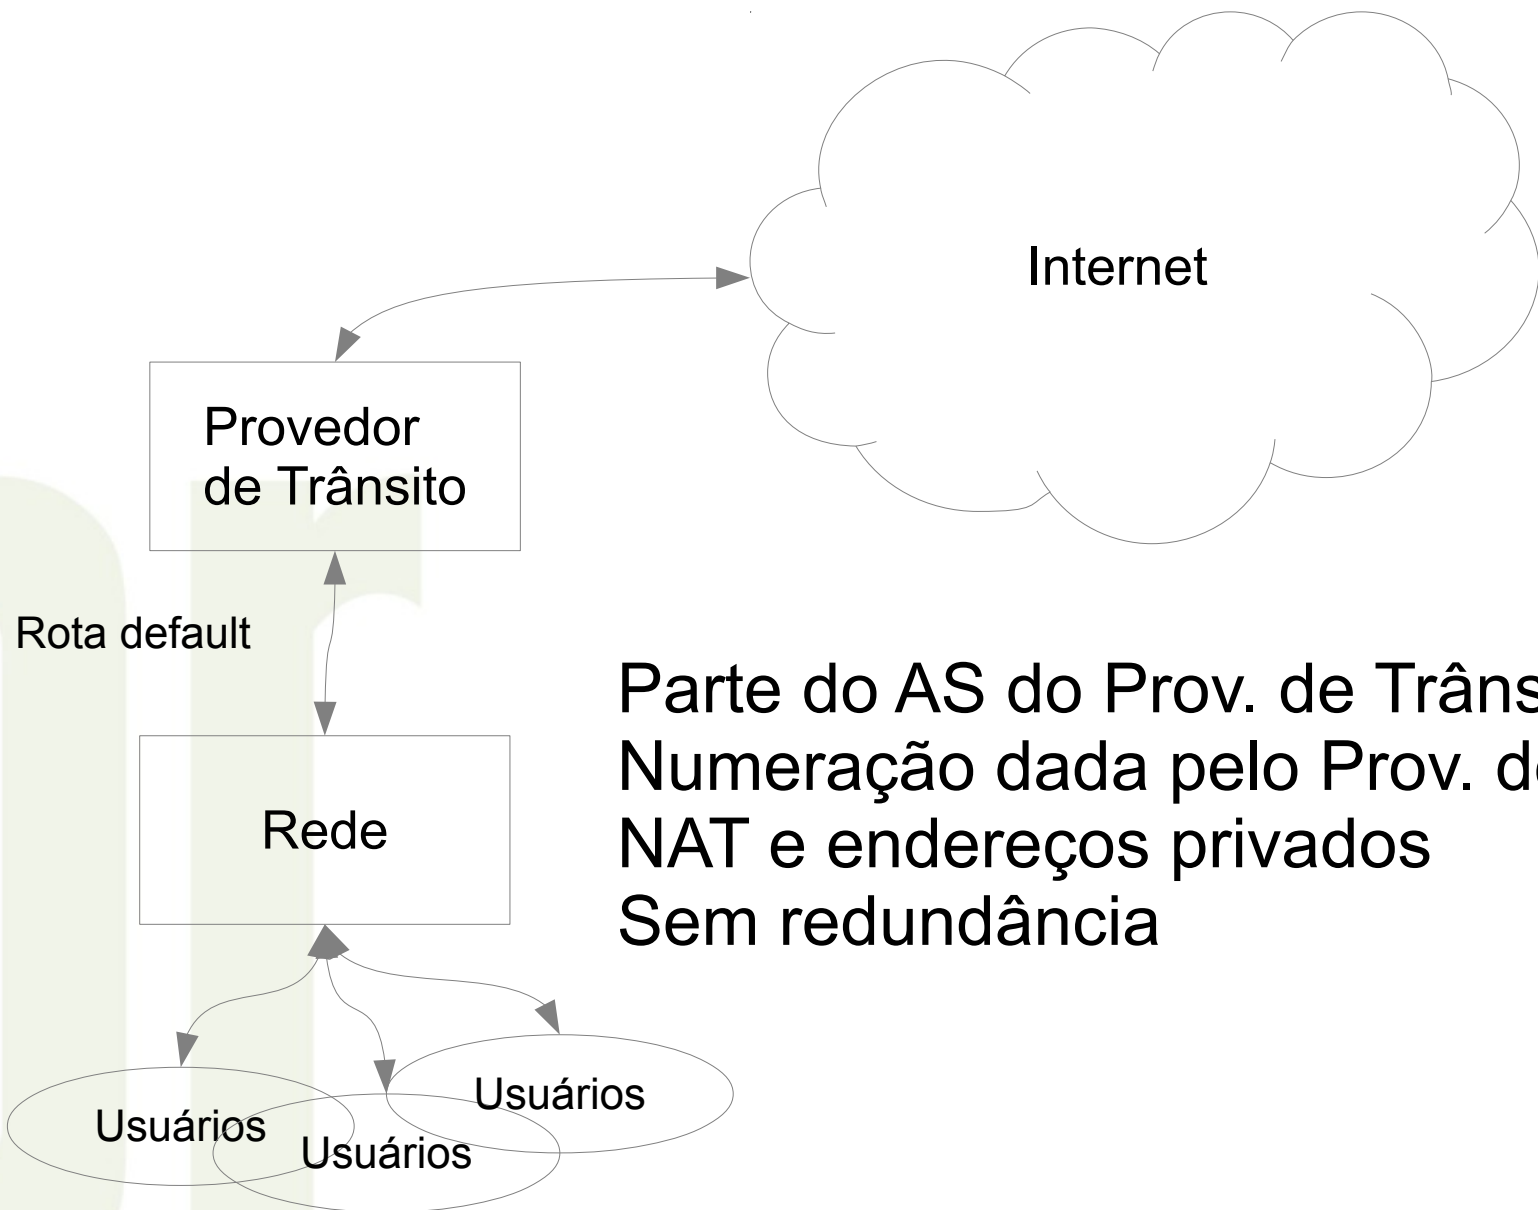 Internet
Provedor
de Trânsito
Rota default
Parte do AS do Prov. de
Numeração dada pelo Prov.
NAT e endereços privados
Sem redundância
Rede
Usuários
Usuários
Usuários